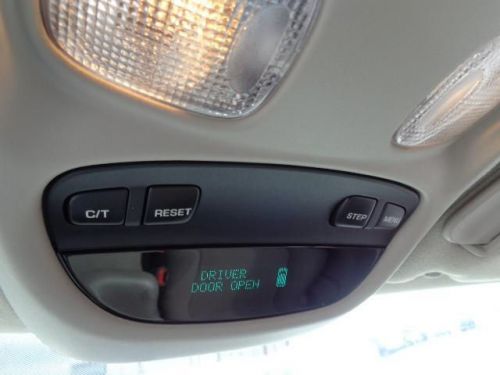 C/T RESET STEP MENU
DRIVER
DOOR OPEN